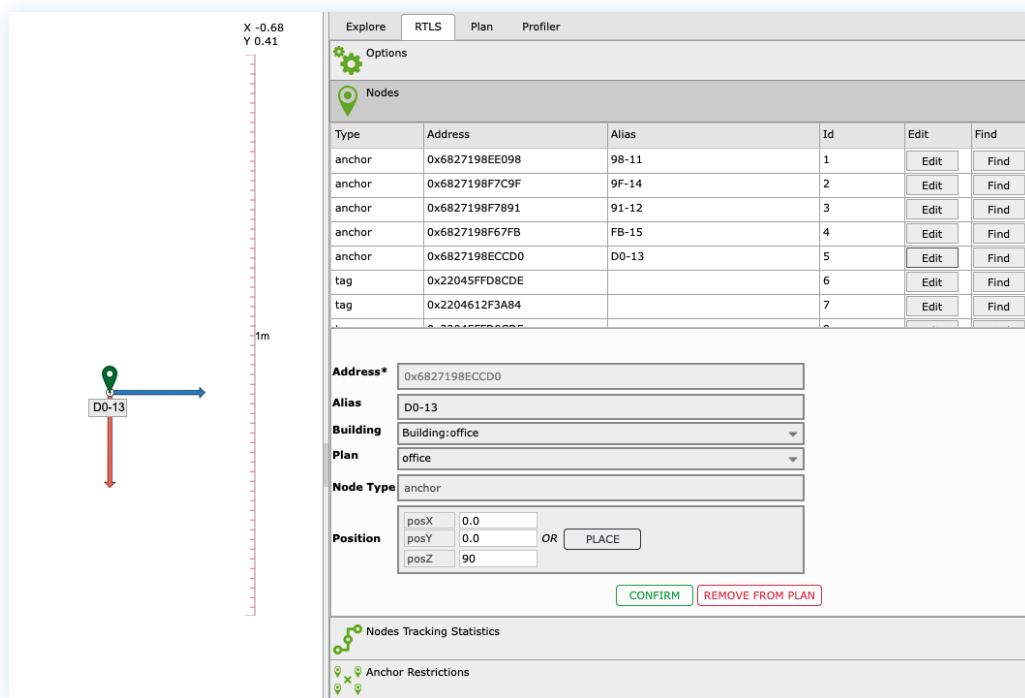 X -0.68
Y 0.41
1m
D0-13
Explore RTLS Plan Profiler
Options
Nodes
Type Address Alias Id Edit Find
anchor 0x6827198EE098 98-11 1 Edit Find
anchor 0x6827198F7C9F 9F-14 2 Edit Find
anchor 0x6827198F7891 91-12 3 Edit Find
anchor 0x6827198F67FB FB-15 4 Edit Find
anchor 0x6827198ECCD0 D0-13 5 Edit Find
tag 0x22045FFD8CDE 6 Edit Find
tag 0x2204612F3A84 7 Edit Find
Address* 0x6827198ECCD0
Alias D0-13
Building Building:office
Plan office
Node Type anchor
Position
posX 0.0
posY 0.0 OR PLACE
posZ 90
CONFIRM REMOVE FROM PLAN
Nodes Tracking Statistics
Anchor Restrictions